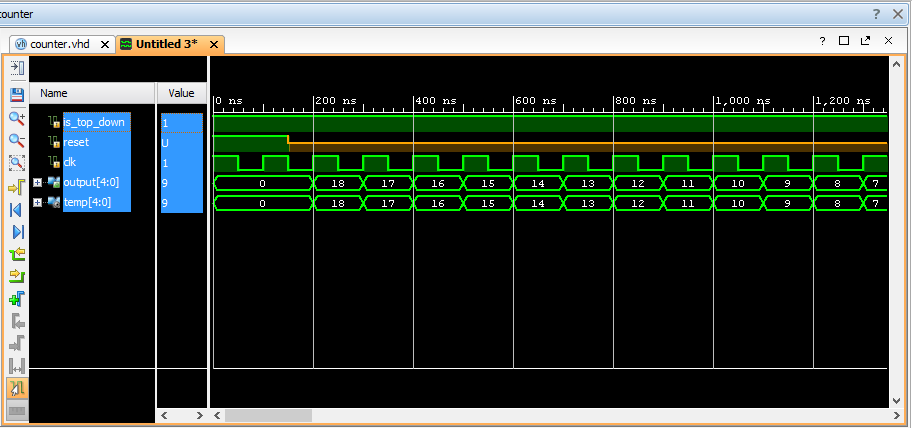 counter
?
counter.vhd
Untitled 3*
?
Name Value
0 ns 200 ns 400 ns 600 ns 800 ns 1,000 ns 1,200 ns
is_top_down 1
reset U
clk 1
output[4:0] 9 0 18 17 16 15 14 13 12 11 10 9 8 7
temp[4:0] 9 0 18 17 16 15 14 13 12 11 10 9 8 7